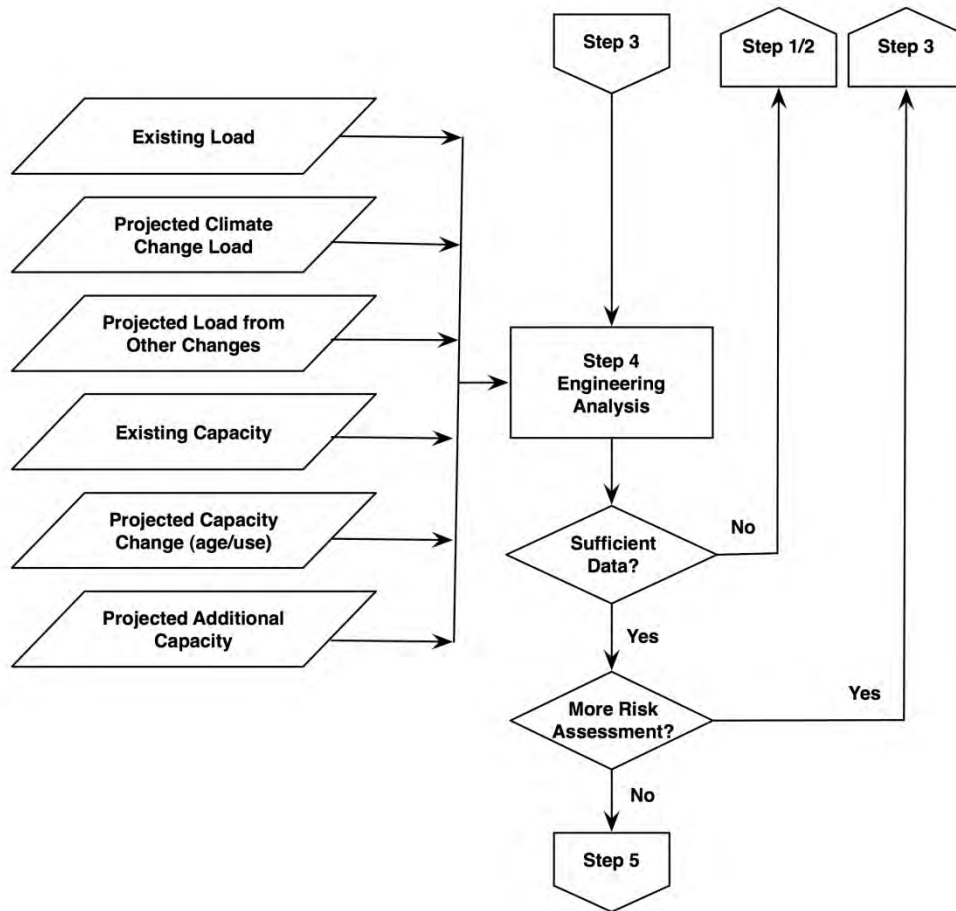 Step 3
Step 1/2
Step 3
Existing Load
Projected Climate
Change Load
Projected Load from
Other Changes
Existing Capacity
Projected Capacity
Change (age/use)
Projected Additional
Capacity
Step 4
Engineering
Analysis
Sufficient
Data?
No
Yes
More Risk
Assessment?
Yes
No
Step 5